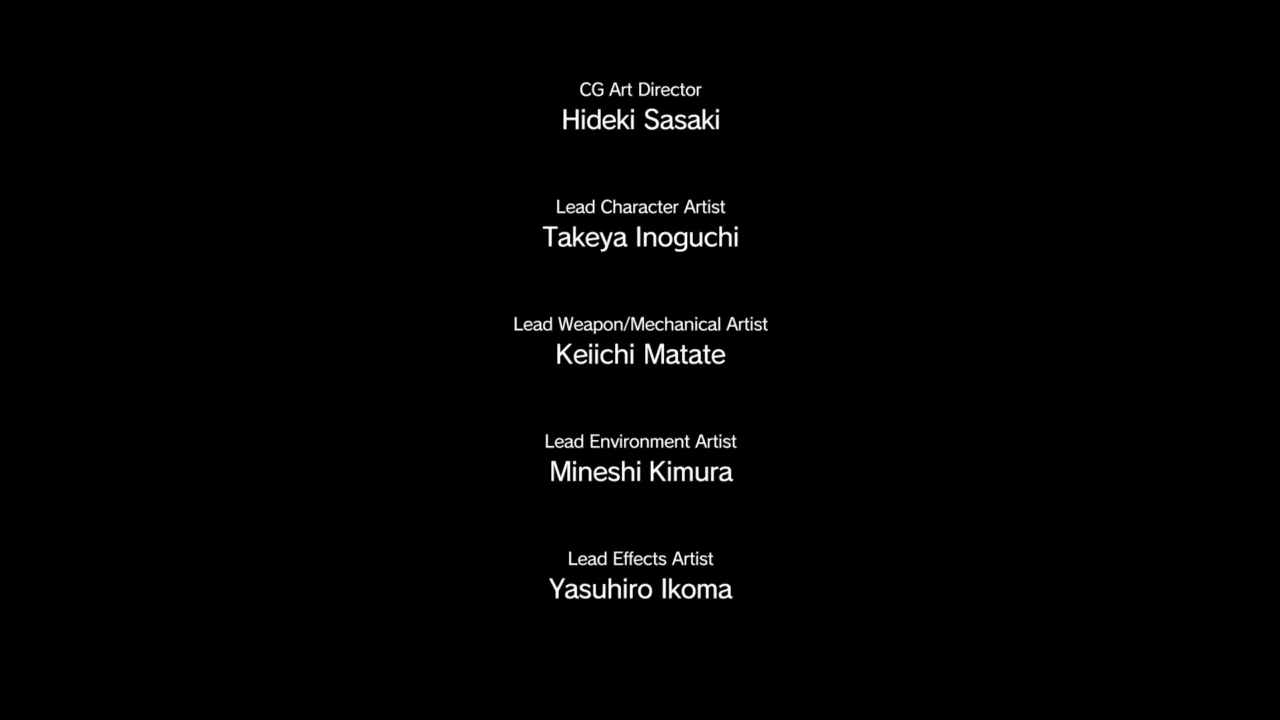 CG Art Director
Hideki Sasaki
Lead Character Artist
Takeya Inoguchi
Lead Weapon/Mechanical Artist
Keiichi Matate
Lead Environment Artist
Mineshi Kimura
Lead Effects Artist
Yasuhiro Ikoma